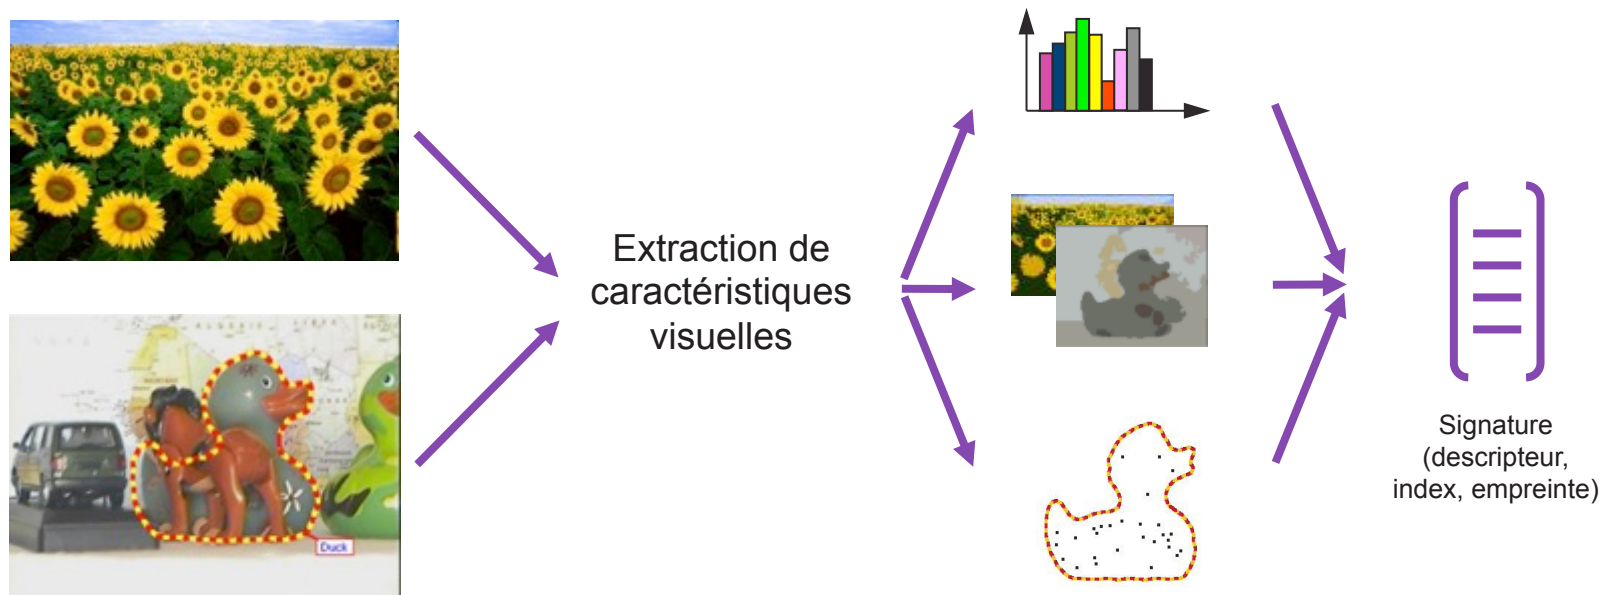 Extraction de
caractéristiques
visuelles
Duck
Signature
(descripteur,
index, empreinte)